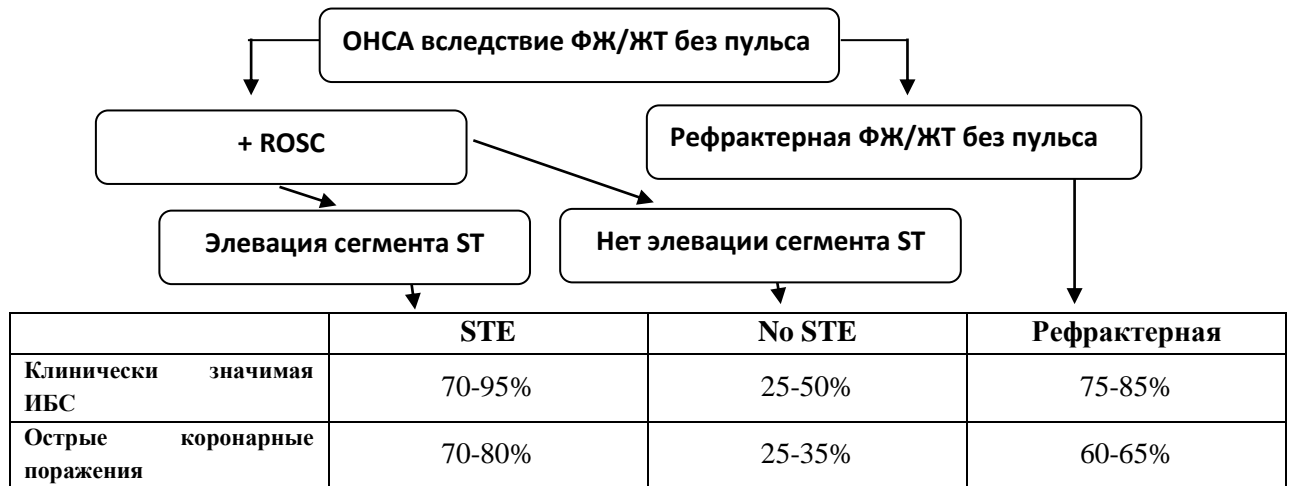 ОНСА вследствие ФЖ/ЖТ без пульса
+ ROSC
Рефрактерная ФЖ/ЖТ без пульса
Элевация сегмента ST
Нет элевации сегмента ST
STE No STE Рефрактерная
Клинически значимая
ИБС
70-95% 25-50% 75-85%
Острые коронарные
поражения
70-80% 25-35% 60-65%